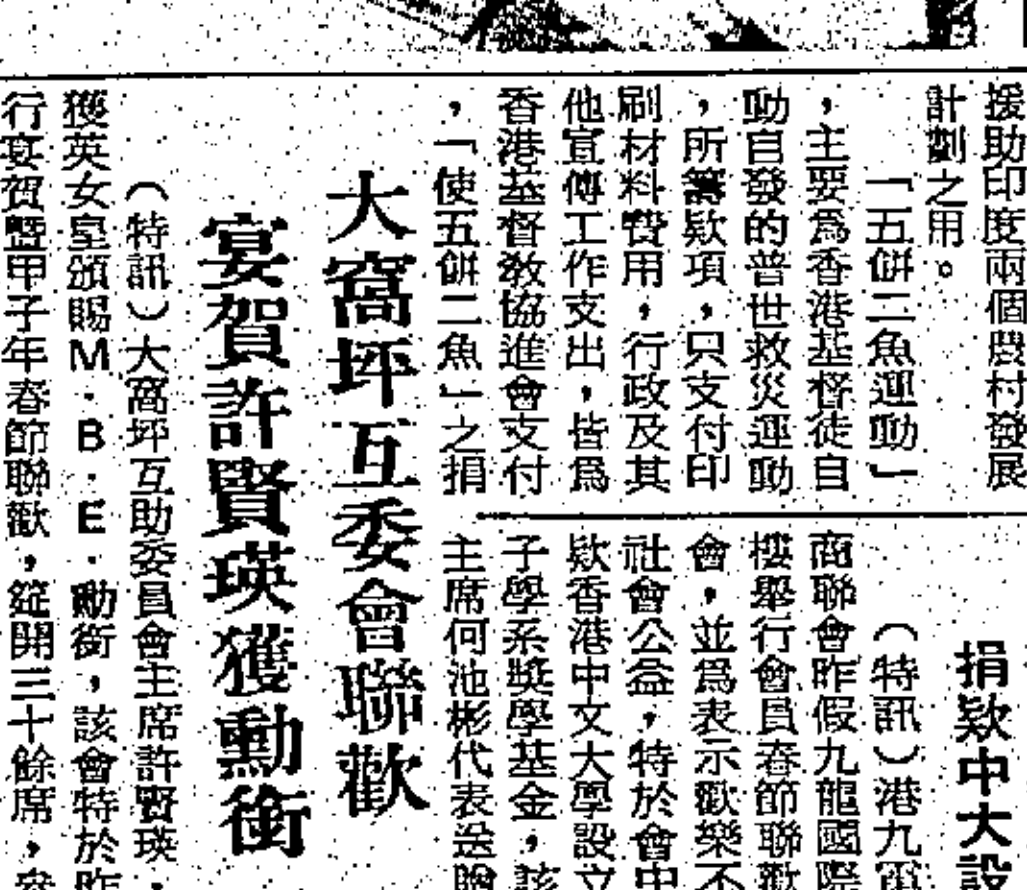 援助印度兩個農村發展
計劃之用。
「五餅二魚運動」
，主要爲香港基督徒自
動自發的普世救災運動
，所籌欵項，只支付印
刷材料費用，行政及其
他宣傳工作支出，皆爲
香港基督敎協進會支付
，「使五餅二魚」之捐
捐欵中大設
（特訊）港九電
商聯會昨假九龍國際
樓舉行會員春節聯歡
會，並爲表示歡樂不
社會公益，特於會中
欵香港中文大學設立
子學系獎學基金，該
主席何池彬代表送贈
大窩坪互委會聯歡
宴賀許賢瑛獲勳銜
（特訊）大窩坪互助委員會主席許賢瑛，
獲英女皇頒賜M．B．E．勳銜，該會特於昨
行宴賀暨甲子年春節聯歡，筵開三十餘席，